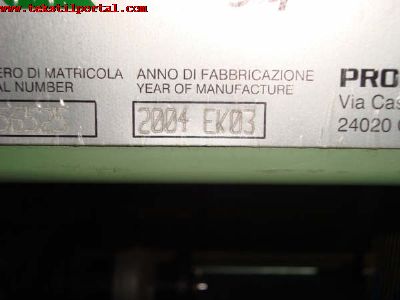 www.tekstilportal.com
ERO DI MATRICOLA
AL NUMBER
ANNO DI FABBRICAZIONE
YEAR OF MANUFACTURE
2004 EK03
PRO
Via Cas
24020